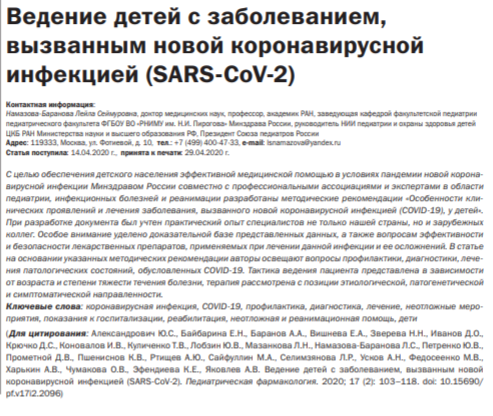 Ведение детей с заболеванием,
вызванным новой коронавирусной
инфекцией (SARS-CoV-2)
Контактная информация:
Намазова-Баранова Лейла Сеймуровна, доктор медицинских наук, профессор, академик РАН, заведующая кафедрой факультетской педиатрии
педиатрического факультета ФГБОУ ВО «РНИМУ им. Н.И. Пирогова» Минздрава России, руководитель НИИ педиатрии и охраны здоровья детей
ЦКБ РАН Министерства науки и высшего образования РФ, Президент Союза педиатров России
Адрес: 119333, Москва, ул. Фотиевой, д. 10, тел.: +7 (499) 400-47-33, e-mail: lsnamazova@yandex.ru
Статья поступила: 14.04.2020 г., принята к печати: 29.04.2020 г.
С целью обеспечения детского населения эффективной медицинской помощью в условиях пандемии новой корона-
вирусной инфекции Минздравом России совместно с профессиональными ассоциациями и экспертами в области
педиатрии, инфекционных болезней и реанимации разработаны методические рекомендации «Особенности кли-
нических проявлений и лечения заболевания, вызванного новой коронавирусной инфекцией (COVID-19), у детей».
При разработке документа был учтен практический опыт специалистов не только нашей страны, но и зарубежных
коллег. Особое внимание уделено доказательной базе представленных данных, а также вопросам эффективности
и безопасности лекарственных препаратов, применяемых при лечении данной инфекции и ее осложнений. В статье
на основании указанных методических рекомендации авторы освещают вопросы профилактики, диагностики, лече-
ния патологических состояний, обусловленных COVID-19. Тактика ведения пациента представлена в зависимости
от возраста и степени тяжести течения болезни, терапия рассмотрена с позиции этиологической, патогенетической
и симптоматической направленности.
Ключевые слова: коронавирусная инфекция, COVID-19, профилактика, диагностика, лечение, неотложные меро-
приятия, показания к госпитализации, реабилитация, неотложная и реанимационная помощь, дети
(Для цитирования: Александрович Ю.С., Байбарина Е.Н., Баранов А.А., Вишнева Е.А., Зверева Н.Н., Иванов Д.О.,
Крючко Д.С., Коновалов И.В., Куличенко Т.В., Лобзин Ю.В., Мазанкова Л.Н., Намазова-Баранова Л.С., Петренко Ю.В.,
Прометной Д.В., Пшениснов К.В., Ртищев А.Ю., Сайфуллин М.А., Селимзянова Л.Р., Усков А.Н., Федосеенко М.В.,
Харькин А.В., Чумакова О.В., Эфендиева К.Е., Яковлев А.В. Ведение детей с заболеванием, вызванным новой
коронавирусной инфекцией (SARS-CoV-2). Педиатрическая фармакология. 2020; 17 (2): 103–118. doi: 10.15690/
pf.v17i2.2096)